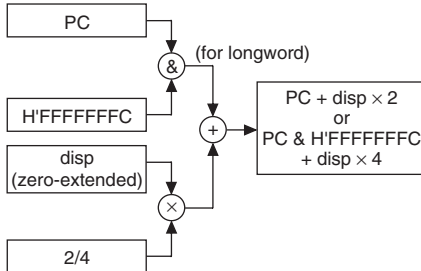 PC
&
(for longword)
H'FFFFFFFC
+
PC + disp × 2
or
PC & H'FFFFFFFC
+ disp × 4
disp
(zero-extended)
×
2/4